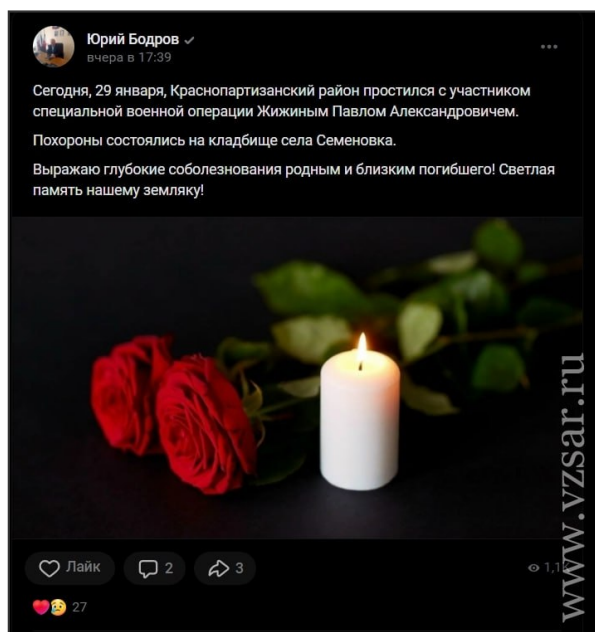 Юрий Бодров
вчера в 17:39
Сегодня, 29 января, Краснопартизанский район простился с участником
специальной военной операции Жижиным Павлом Александровичем.
Похороны состоялись на кладбище села Семеновка.
Выражаю глубокие соболезнования родным и близким погибшего! Светлая
память нашему земляку!
www.vzsar.ru
Лайк 2 3
27